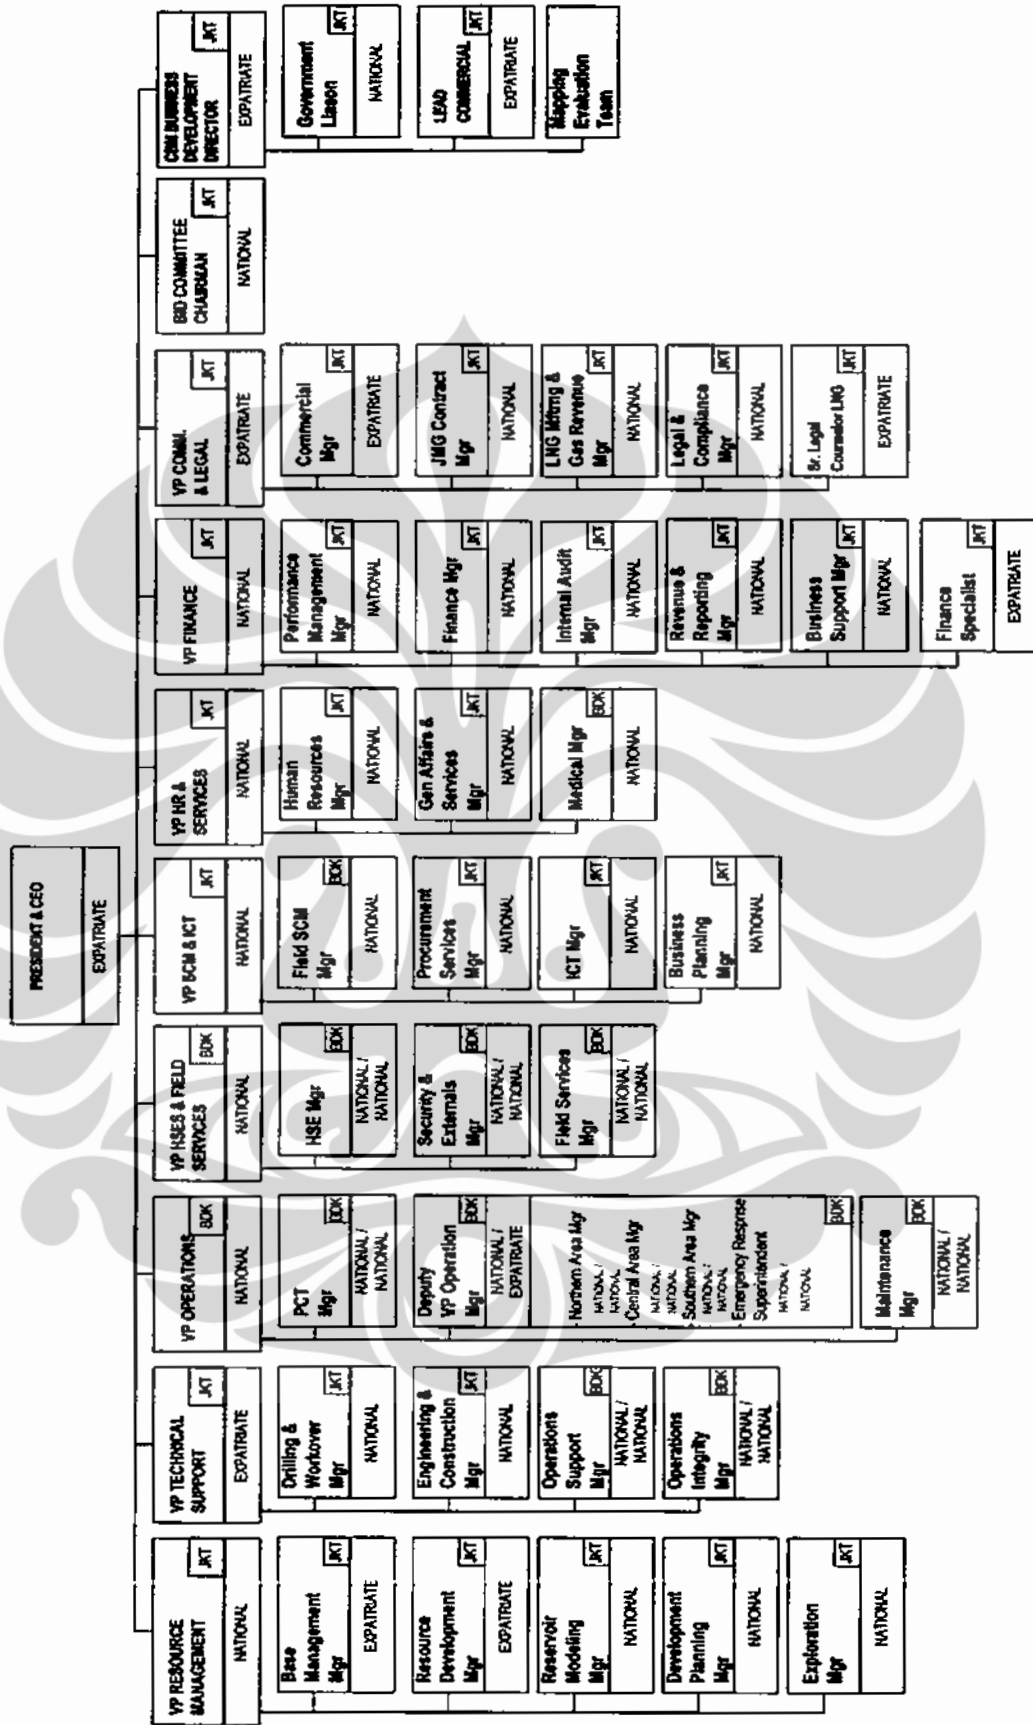 PRESIDENT & CEO
EXPATRIATE
VP RESOURCE
MANAGEMENT
JKT
NATIONAL
Base
Management
Mgr
JKT
EXPATRIATE
Resource
Development
Mgr
JKT
EXPATRIATE
Reservoir
Modeling
Mgr
JKT
NATIONAL
Development
Planning
Mgr
JKT
NATIONAL
Exploration
Mgr
JKT
NATIONAL
VP TECHNICAL
SUPPORT
JKT
EXPATRIATE
Drilling &
Workover
Mgr
JKT
NATIONAL
Engineering &
Construction
Mgr
JKT
NATIONAL
Operations
Support
Mgr
BDK
NATIONAL /
NATIONAL
Operations
Integrity
Mgr
BDK
NATIONAL /
NATIONAL
VP OPERATIONS
BDK
NATIONAL
PCT
Mgr
BDK
NATIONAL /
NATIONAL
Deputy
VP Operation
Mgr
BDK
NATIONAL /
EXPATRIATE
- Northern Area Mgr
NATIONAL /
NATIONAL
- Central Area Mgr
NATIONAL /
NATIONAL
- Southern Area Mgr
NATIONAL /
NATIONAL
- Emergency Resprise
Superintendent
NATIONAL /
NATIONAL
BDK
Maintenance
Mgr
BDK
NATIONAL /
NATIONAL
VP HSES & FIELD
SERVICES
BDK
NATIONAL
HSE Mgr
BDK
NATIONAL /
NATIONAL
Security &
Externals
Mgr
BDK
NATIONAL /
NATIONAL
Field Services
Mgr
BDK
NATIONAL /
NATIONAL
VP SCM & ICT
JKT
NATIONAL
Field SCM
Mgr
BDK
NATIONAL
Procurement
Services
Mgr
JKT
NATIONAL
ICT Mgr
JKT
NATIONAL
Business
Planning
Mgr
JKT
NATIONAL
VP HR &
SERVICES
JKT
NATIONAL
Human
Resources
Mgr
JKT
NATIONAL
Gen Affairs &
Services
Mgr
JKT
NATIONAL
Medical Mgr
BDK
NATIONAL
VP FINANCE
JKT
NATIONAL
Performance
Management
Mgr
JKT
NATIONAL
Finance Mgr
JKT
NATIONAL
Internal Audit
Mgr
JKT
NATIONAL
Revenue &
Reporting
Mgr
JKT
NATIONAL
Business
Support Mgr
JKT
NATIONAL
Finance
Specialist
JKT
EXPATRIATE
VP COMM.
& LEGAL
JKT
EXPATRIATE
Commercial
Mgr
JKT
EXPATRIATE
JMG Contract
Mgr
JKT
NATIONAL
LNG Mftmg &
Gas Revenue
Mgr
JKT
NATIONAL
Legal &
Compliance
Mgr
JKT
NATIONAL
Sr. Legal
Counselor LNG
JKT
EXPATRIATE
BID COMMITTEE
CHAIRMAN
JKT
NATIONAL
CBM BUSINESS
DEVELOPMENT
DIRECTOR
JKT
EXPATRIATE
Government
Liason
JKT
NATIONAL
LEAD
COMMERCIAL
JKT
EXPATRIATE
Mapping
Evaluation
Team